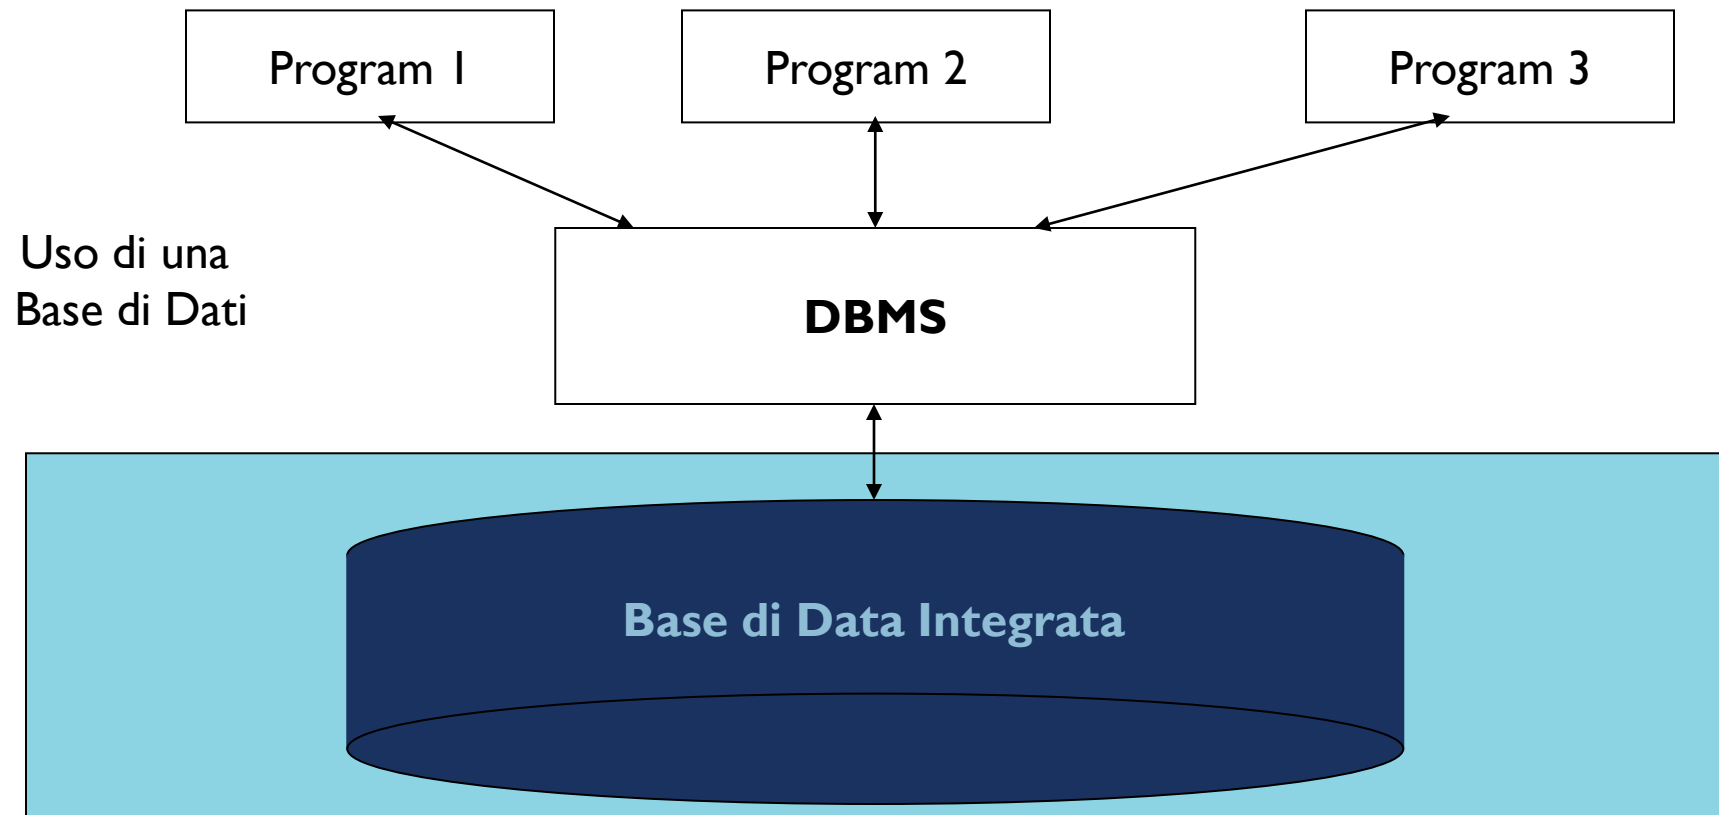 Program 1
Program 2
Program 3
Uso di una
Base di Dati
DBMS
Base di Data Integrata